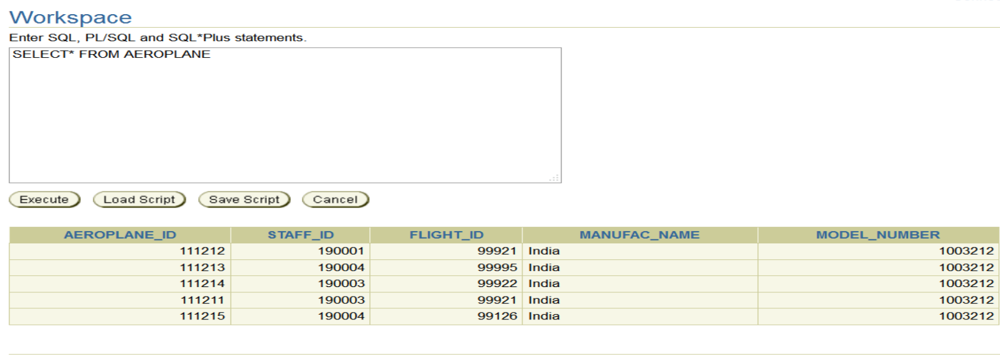 Workspace
Enter SQL, PL/SQL and SQL*Plus statements.
SELECT* FROM AEROPLANE
Execute Load Script Save Script Cancel
AEROPLANE_ID STAFF_ID FLIGHT_ID MANUFAC_NAME MODEL_NUMBER
111212 190001 99921 India 1003212
111213 190004 99995 India 1003212
111214 190003 99922 India 1003212
111211 190003 99921 India 1003212
111215 190004 99126 India 1003212